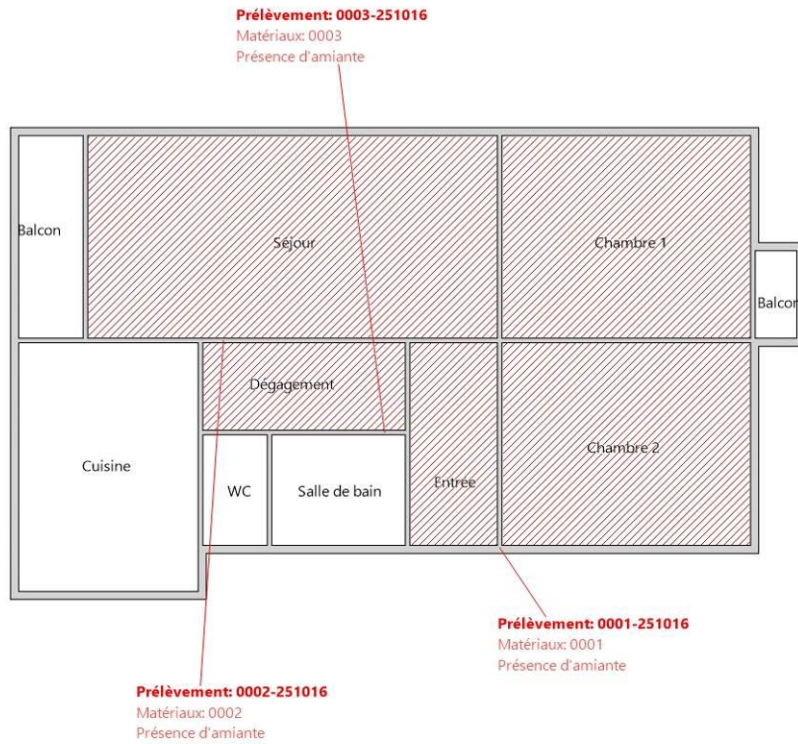 Prélèvement: 0003-251016
Matériaux: 0003
Présence d'amiante
Balcon
Séjour
Chambre 1
Balcon
Dégagement
Chambre 2
Cuisine
Entrée
WC
Salle de bain
Prélèvement: 0001-251016
Matériaux: 0001
Présence d'amiante
Prélèvement: 0002-251016
Matériaux: 0002
Présence d'amiante